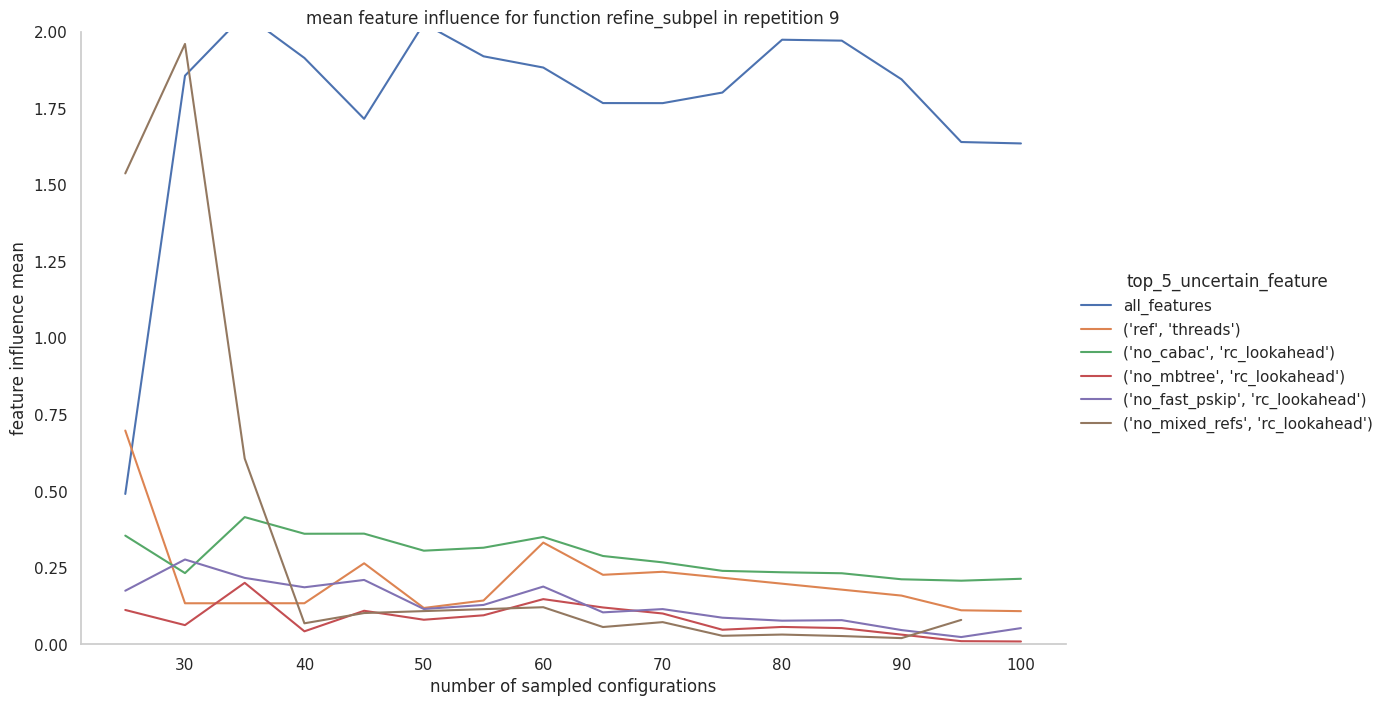 mean feature influence for function refine_subpel in repetition 9
2.00
1.75
1.50
1.25
1.00
0.75
0.50
0.25
0.00
feature influence mean
30 40 50 60 70 80 90 100
number of sampled configurations
top_5_uncertain_feature
all_features
('ref', 'threads')
('no_cabac', 'rc_lookahead')
('no_mbtree', 'rc_lookahead')
('no_fast_pskip', 'rc_lookahead')
('no_mixed_refs', 'rc_lookahead')